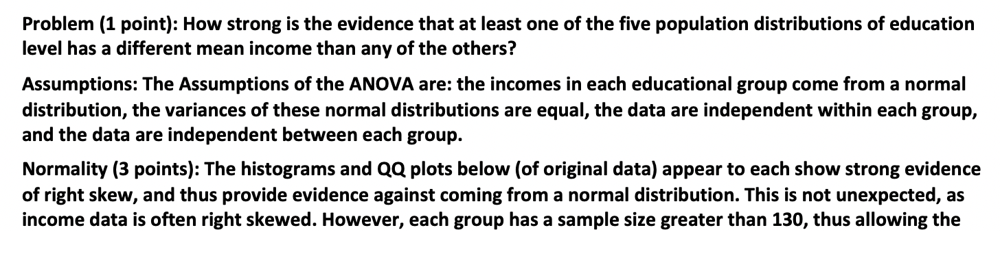 Problem (1 point): How strong is the evidence that at least one of the five population distributions of education
level has a different mean income than any of the others?
Assumptions: The Assumptions of the ANOVA are: the incomes in each educational group come from a normal
distribution, the variances of these normal distributions are equal, the data are independent within each group,
and the data are independent between each group.
Normality (3 points): The histograms and QQ plots below (of original data) appear to each show strong evidence
of right skew, and thus provide evidence against coming from a normal distribution. This is not unexpected, as
income data is often right skewed. However, each group has a sample size greater than 130, thus allowing the